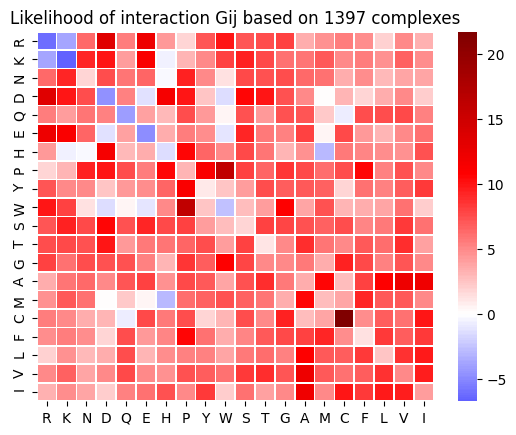 Likelihood of interaction Gij based on 1397 complexes
R
K
N
D
Q
E
H
P
Y
W
S
T
G
A
M
C
F
L
V
I
R K N D Q E H P Y W S T G A M C F L V I
20
15
10
5
0
−5